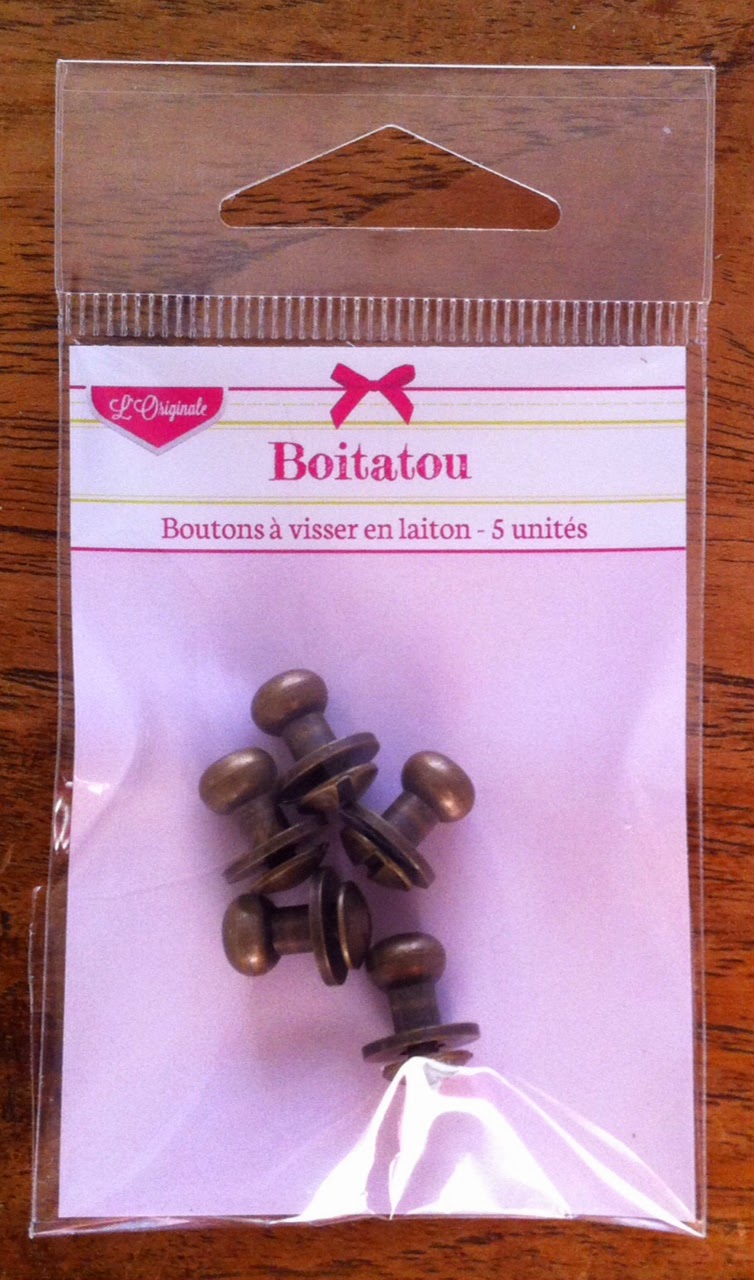 L'Originale
Boitatou
Boutons à visser en laiton - 5 unités